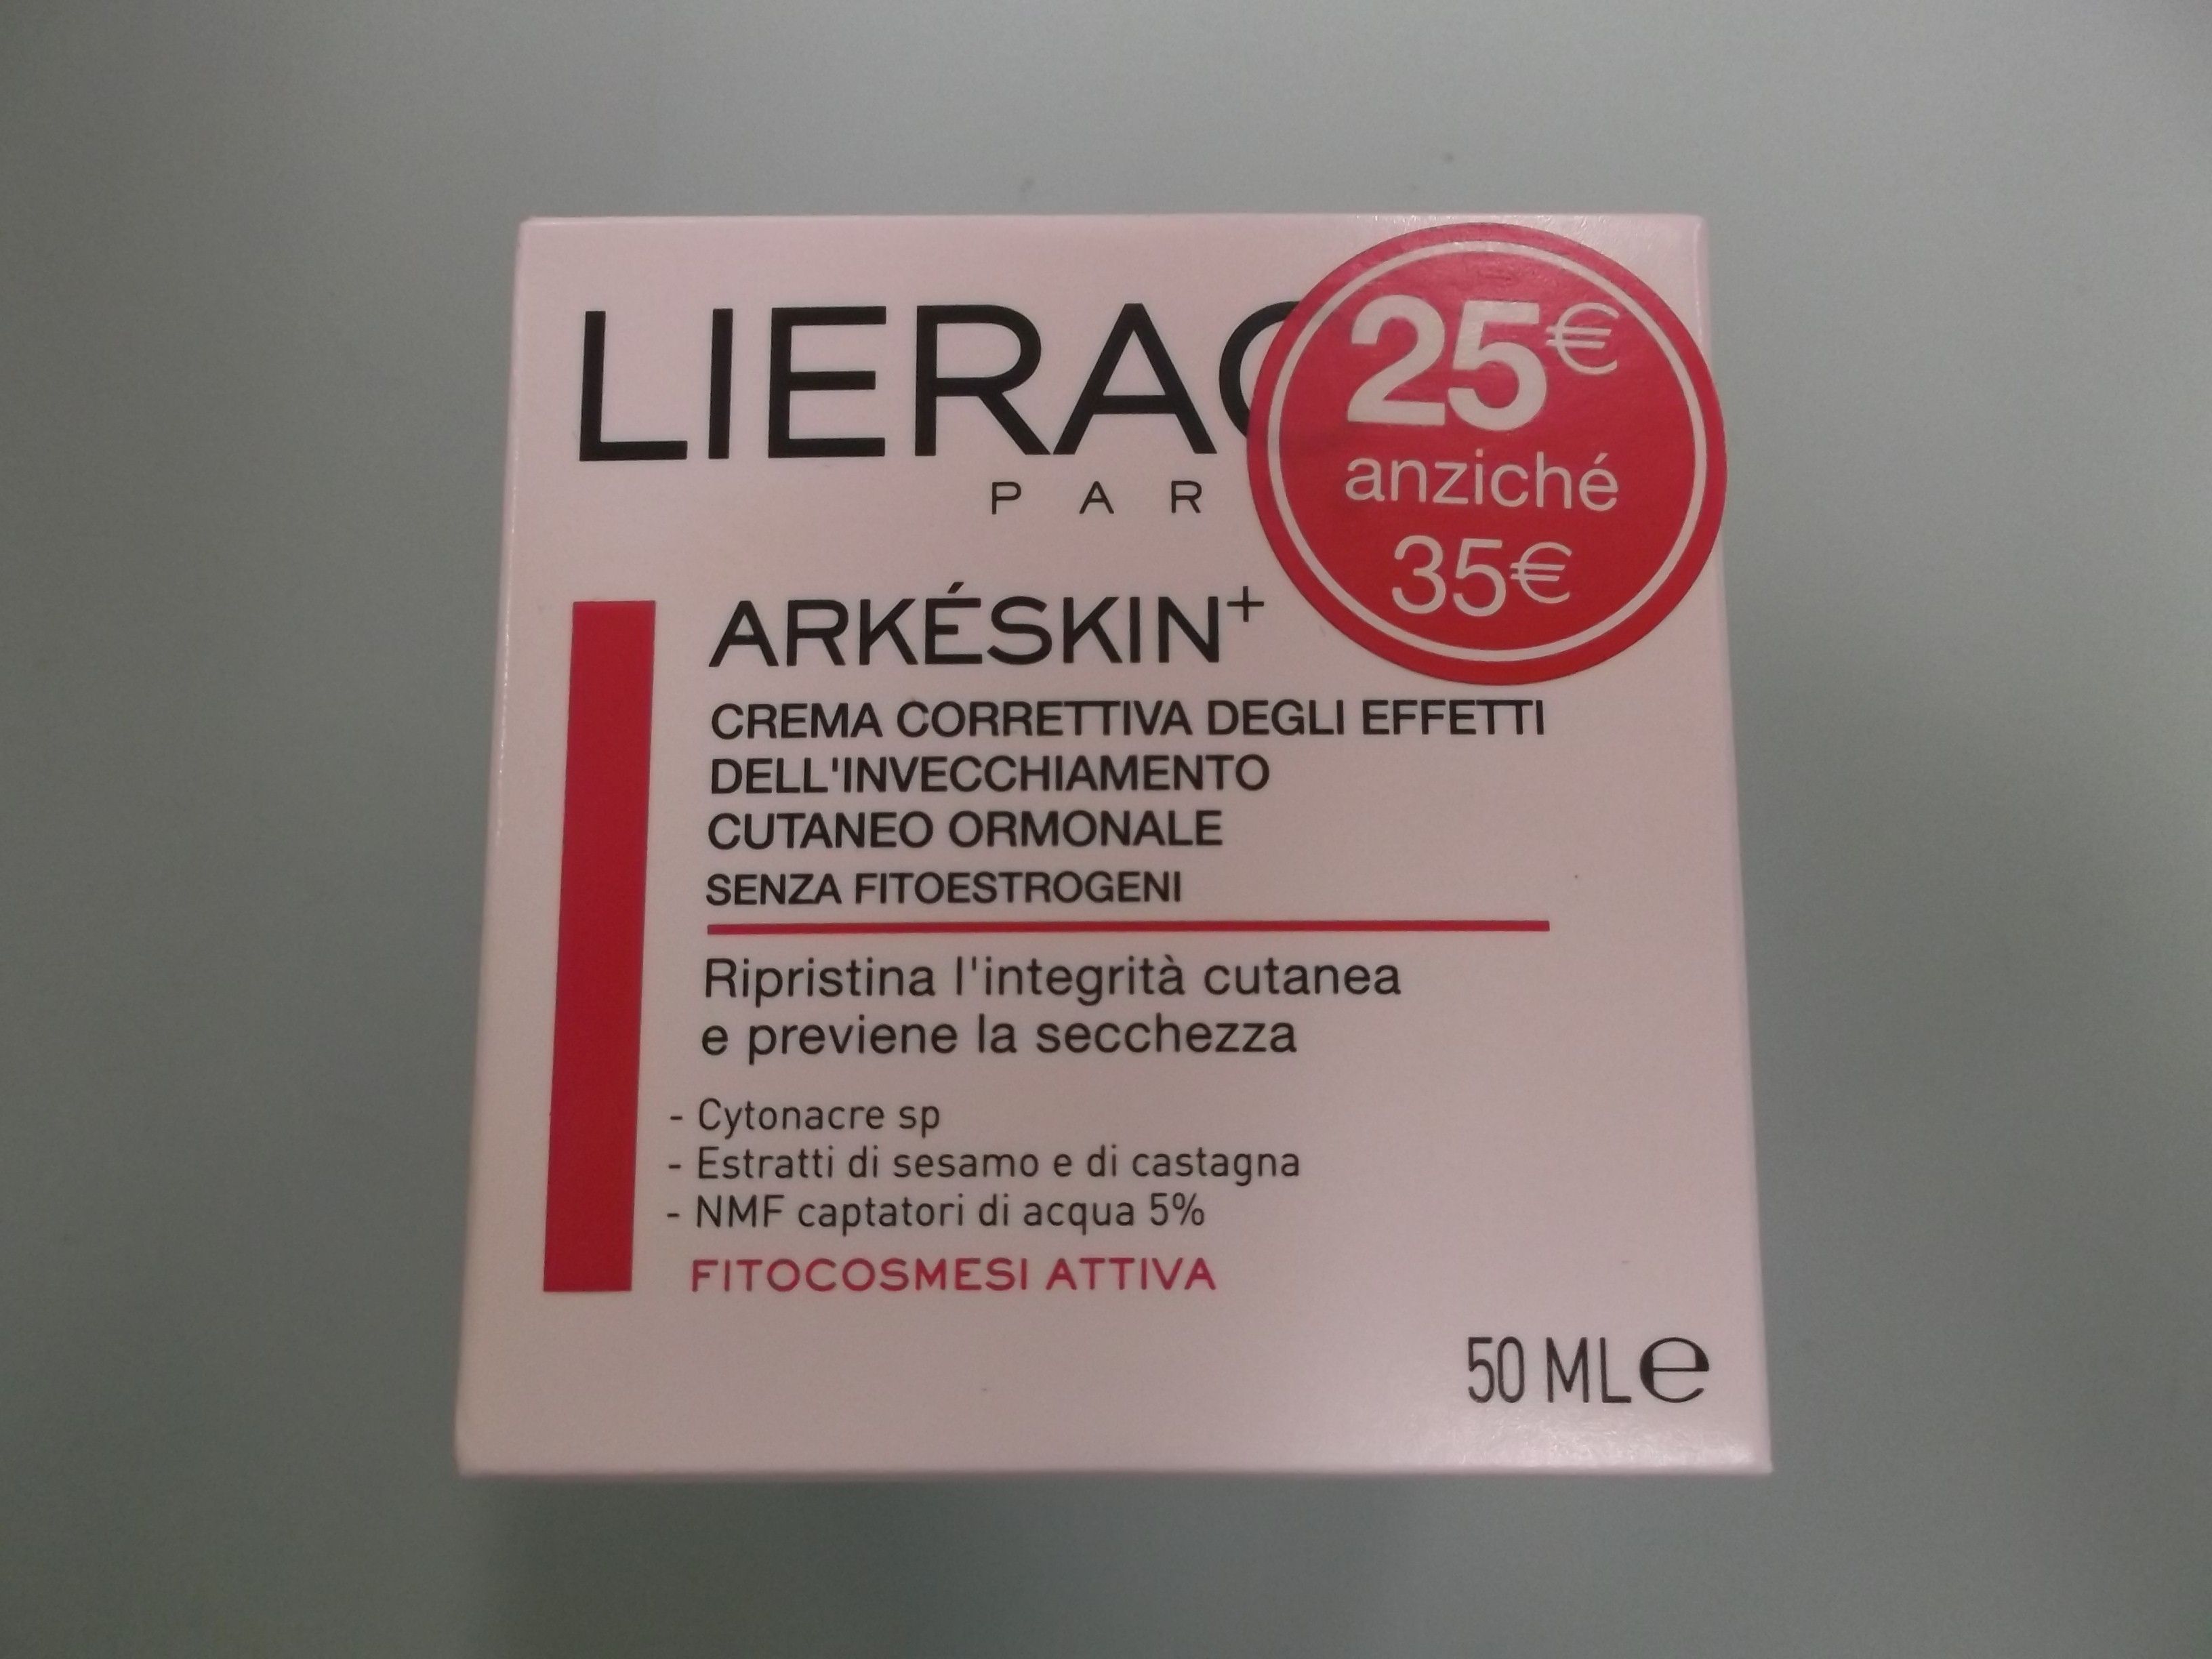 LIERAC
PAR
25€
anziché
35€
ARKÉSKIN+
CREMA CORRETTIVA DEGLI EFFETTI
DELL'INVECCHIAMENTO
CUTANEO ORMONALE
SENZA FITOESTROGENI
Ripristina l'integrità cutanea
e previene la secchezza
- Cytonacre sp
- Estratti di sesamo e di castagna
- NMF captatori di acqua 5%
FITOCOSMESI ATTIVA
50 ML e